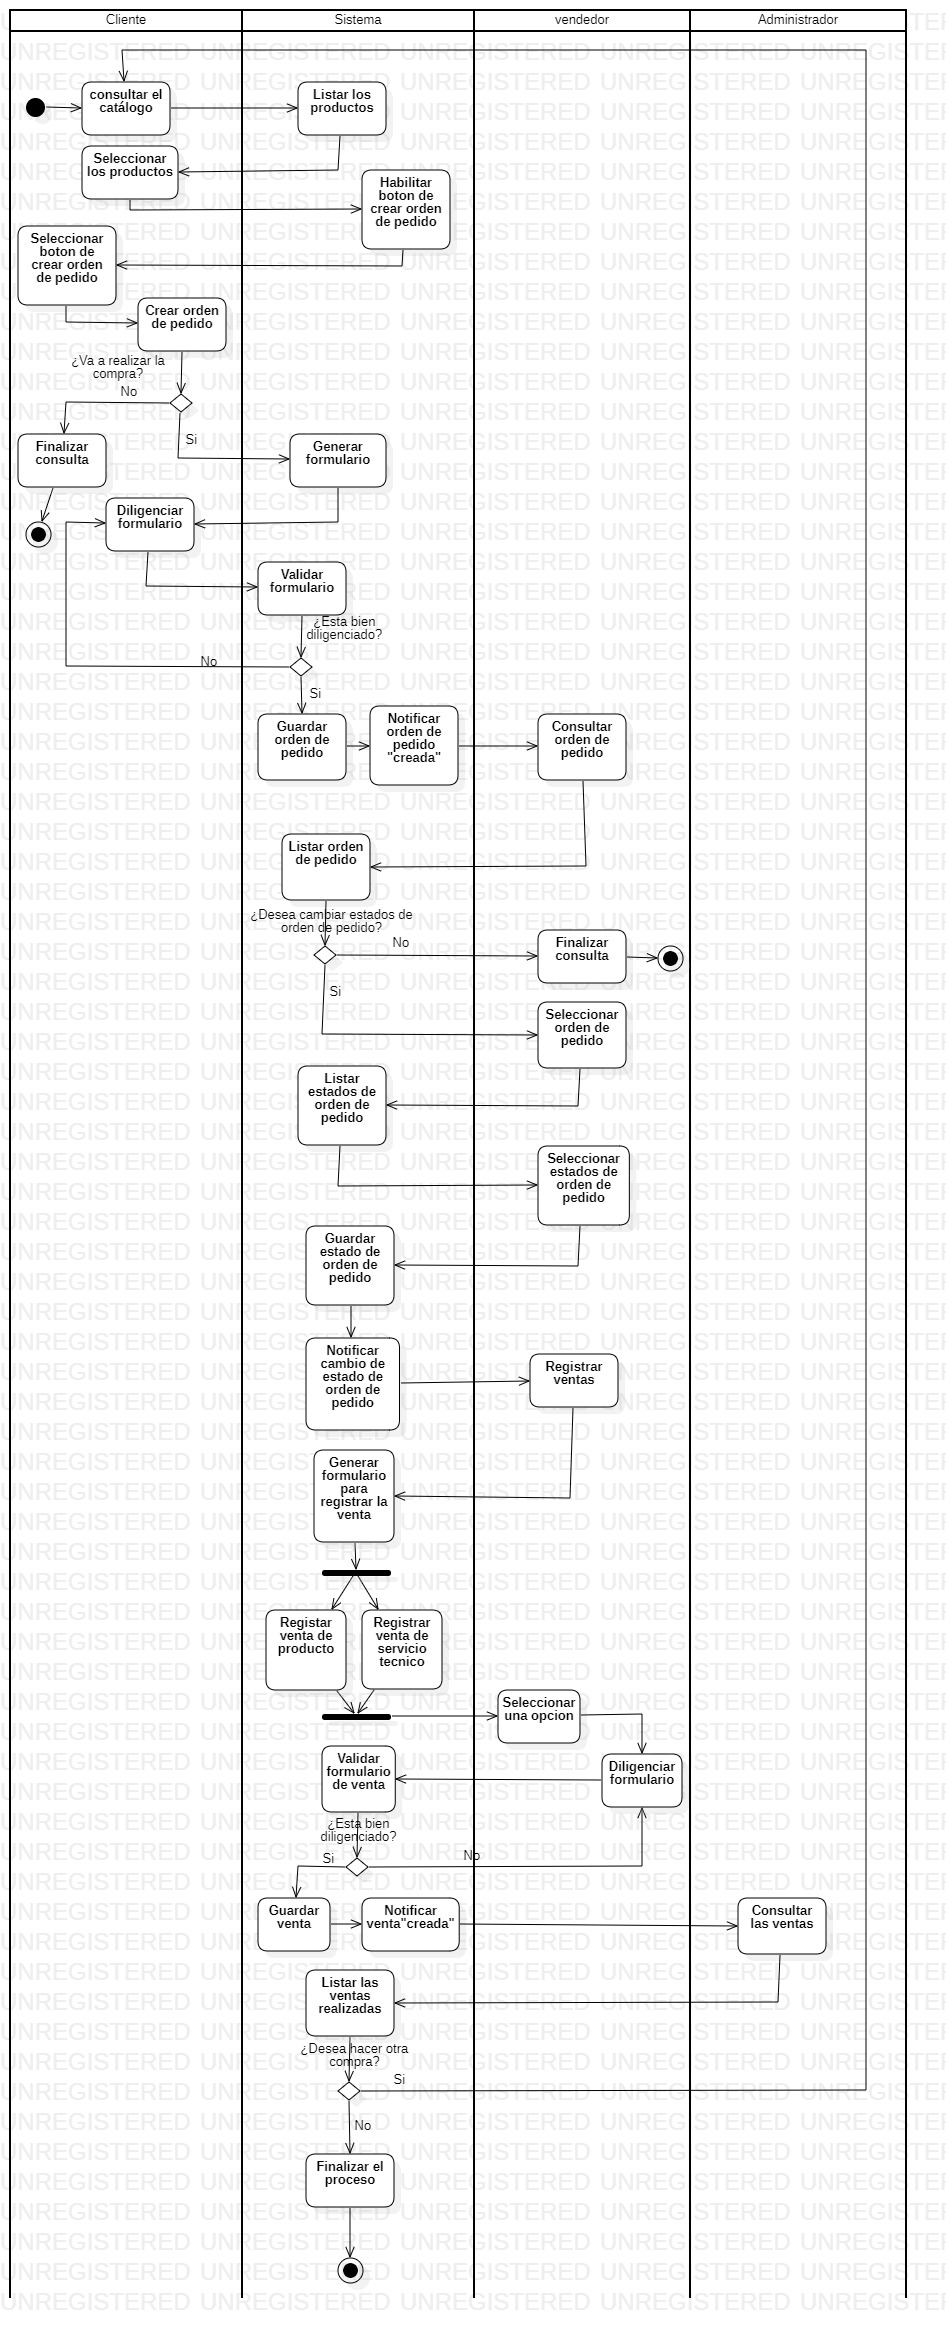 Cliente
Sistema
vendedor
Administrador
consultar el
catálogo
Listar los
productos
Seleccionar
los productos
Habilitar
boton de
crear orden
de pedido
Seleccionar
boton de
crear orden
de pedido
Crear orden
de pedido
¿Va a realizar la
compra?
No
Si
Finalizar
consulta
Generar
formulario
Diligenciar
formulario
Validar
formulario
¿Esta bien
diligenciado?
No
Si
Guardar
orden de
pedido
Notificar
orden de
pedido
"creada"
Consultar
orden de
pedido
Listar orden
de pedido
¿Desea cambiar estados de
orden de pedido?
No
Finalizar
consulta
Si
Seleccionar
orden de
pedido
Listar
estados de
orden de
pedido
Seleccionar
estados de
orden de
pedido
Guardar
estado de
orden de
pedido
Notificar
cambio de
estado de
orden de
pedido
Registrar
ventas
Generar
formulario
para
registrar la
venta
Registar
venta de
producto
Registrar
venta de
servicio
tecnico
Seleccionar
una opcion
Validar
formulario
de venta
Diligenciar
formulario
¿Esta bien
diligenciado?
Si
No
Guardar
venta
Notificar
venta"creada"
Consultar
las ventas
Listar las
ventas
realizadas
¿Desea hacer otra
compra?
Si
No
Finalizar el
proceso
UNREGISTERED